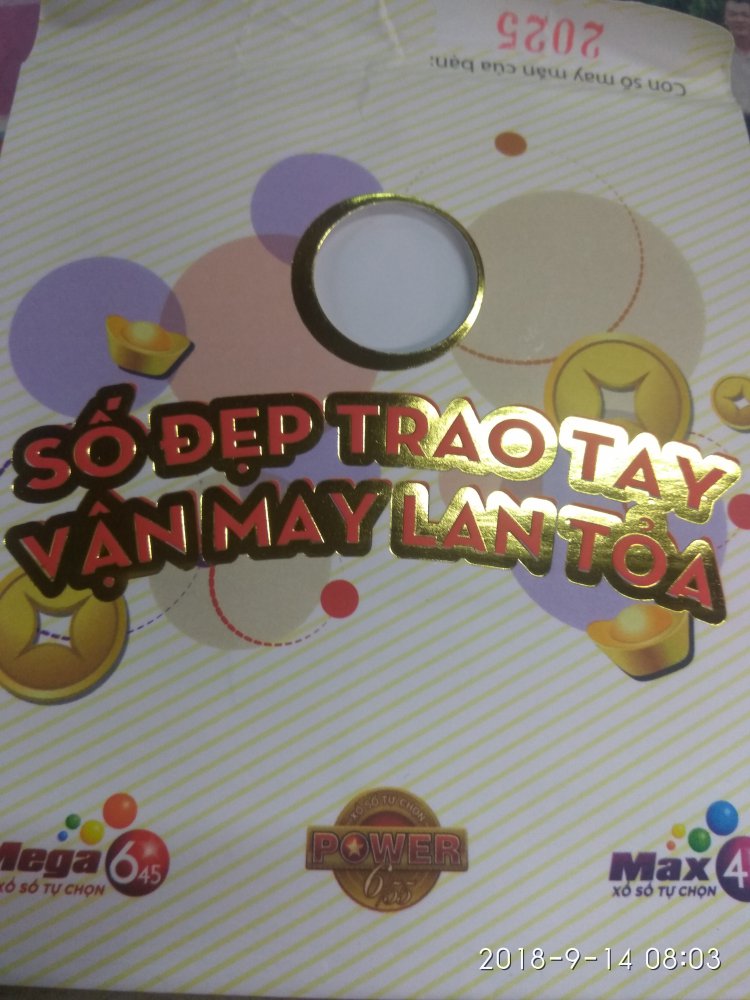 Con số may mắn của bạn:
2025
SỐ ĐẸP TRAO TAY
VẬN MAY LAN TỎA
Mega 6/45
XỔ SỐ TỰ CHỌN
XỔ SỐ TỰ CHỌN
POWER
6/55
Max 4
XỔ SỐ TỰ CHỌN
2018-9-14 08:03